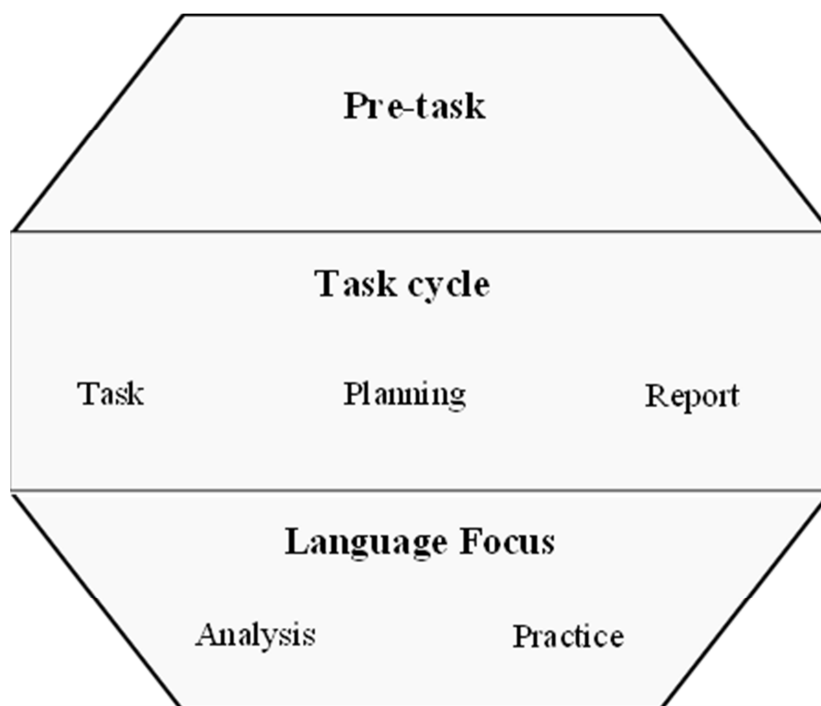 Pre-task
Task cycle
Task Planning Report
Language Focus
Analysis Practice